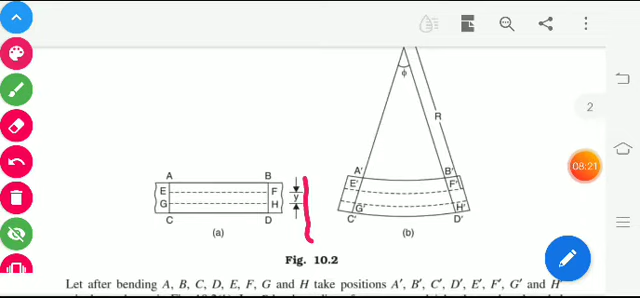 2
08:21
ϕ
R
A B
E F
G H
C D
y
A′ B′
E′ F′
G′ H′
C′ D′
(a) (b)
Fig. 10.2
Let after bending A, B, C, D, E, F, G and H take positions A′, B′, C′, D′, E′, F′, G′ and H′